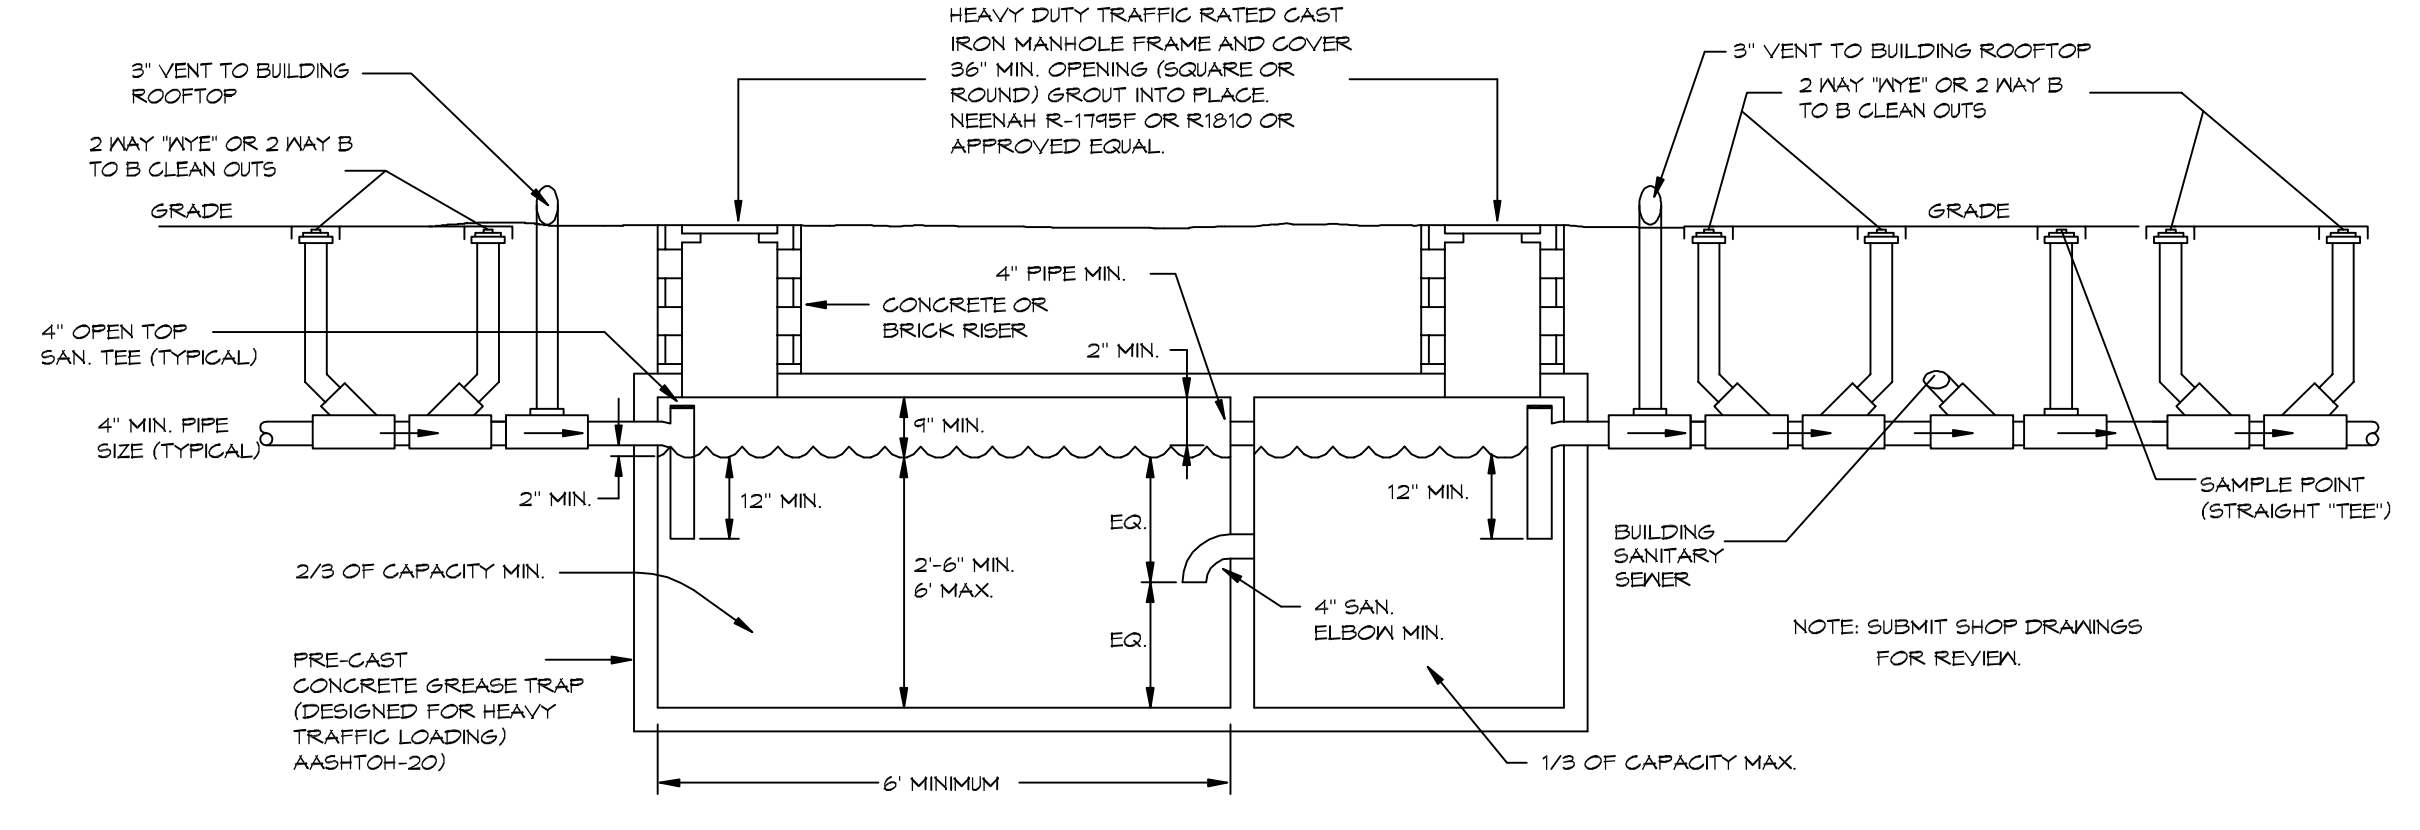 HEAVY DUTY TRAFFIC RATED CAST
IRON MANHOLE FRAME AND COVER
36" MIN. OPENING (SQUARE OR
ROUND) GROUT INTO PLACE.
NEENAH R-1795F OR R1810 OR
APPROVED EQUAL.
3" VENT TO BUILDING
ROOFTOP
2 WAY "WYE" OR 2 WAY B
TO B CLEAN OUTS
GRADE
3" VENT TO BUILDING ROOFTOP
2 WAY "WYE" OR 2 WAY B
TO B CLEAN OUTS
GRADE
4" PIPE MIN.
CONCRETE OR
BRICK RISER
4" OPEN TOP
SAN. TEE (TYPICAL)
2" MIN.
4" MIN. PIPE
SIZE (TYPICAL)
9" MIN.
2" MIN.
12" MIN.
12" MIN.
SAMPLE POINT
(STRAIGHT "TEE")
EQ.
BUILDING
SANITARY
SEWER
2/3 OF CAPACITY MIN.
2'-6" MIN.
6' MAX.
4" SAN.
ELBOW MIN.
EQ.
NOTE: SUBMIT SHOP DRAWINGS
FOR REVIEW.
PRE-CAST
CONCRETE GREASE TRAP
(DESIGNED FOR HEAVY
TRAFFIC LOADING)
AASHTOH-20)
6' MINIMUM
1/3 OF CAPACITY MAX.